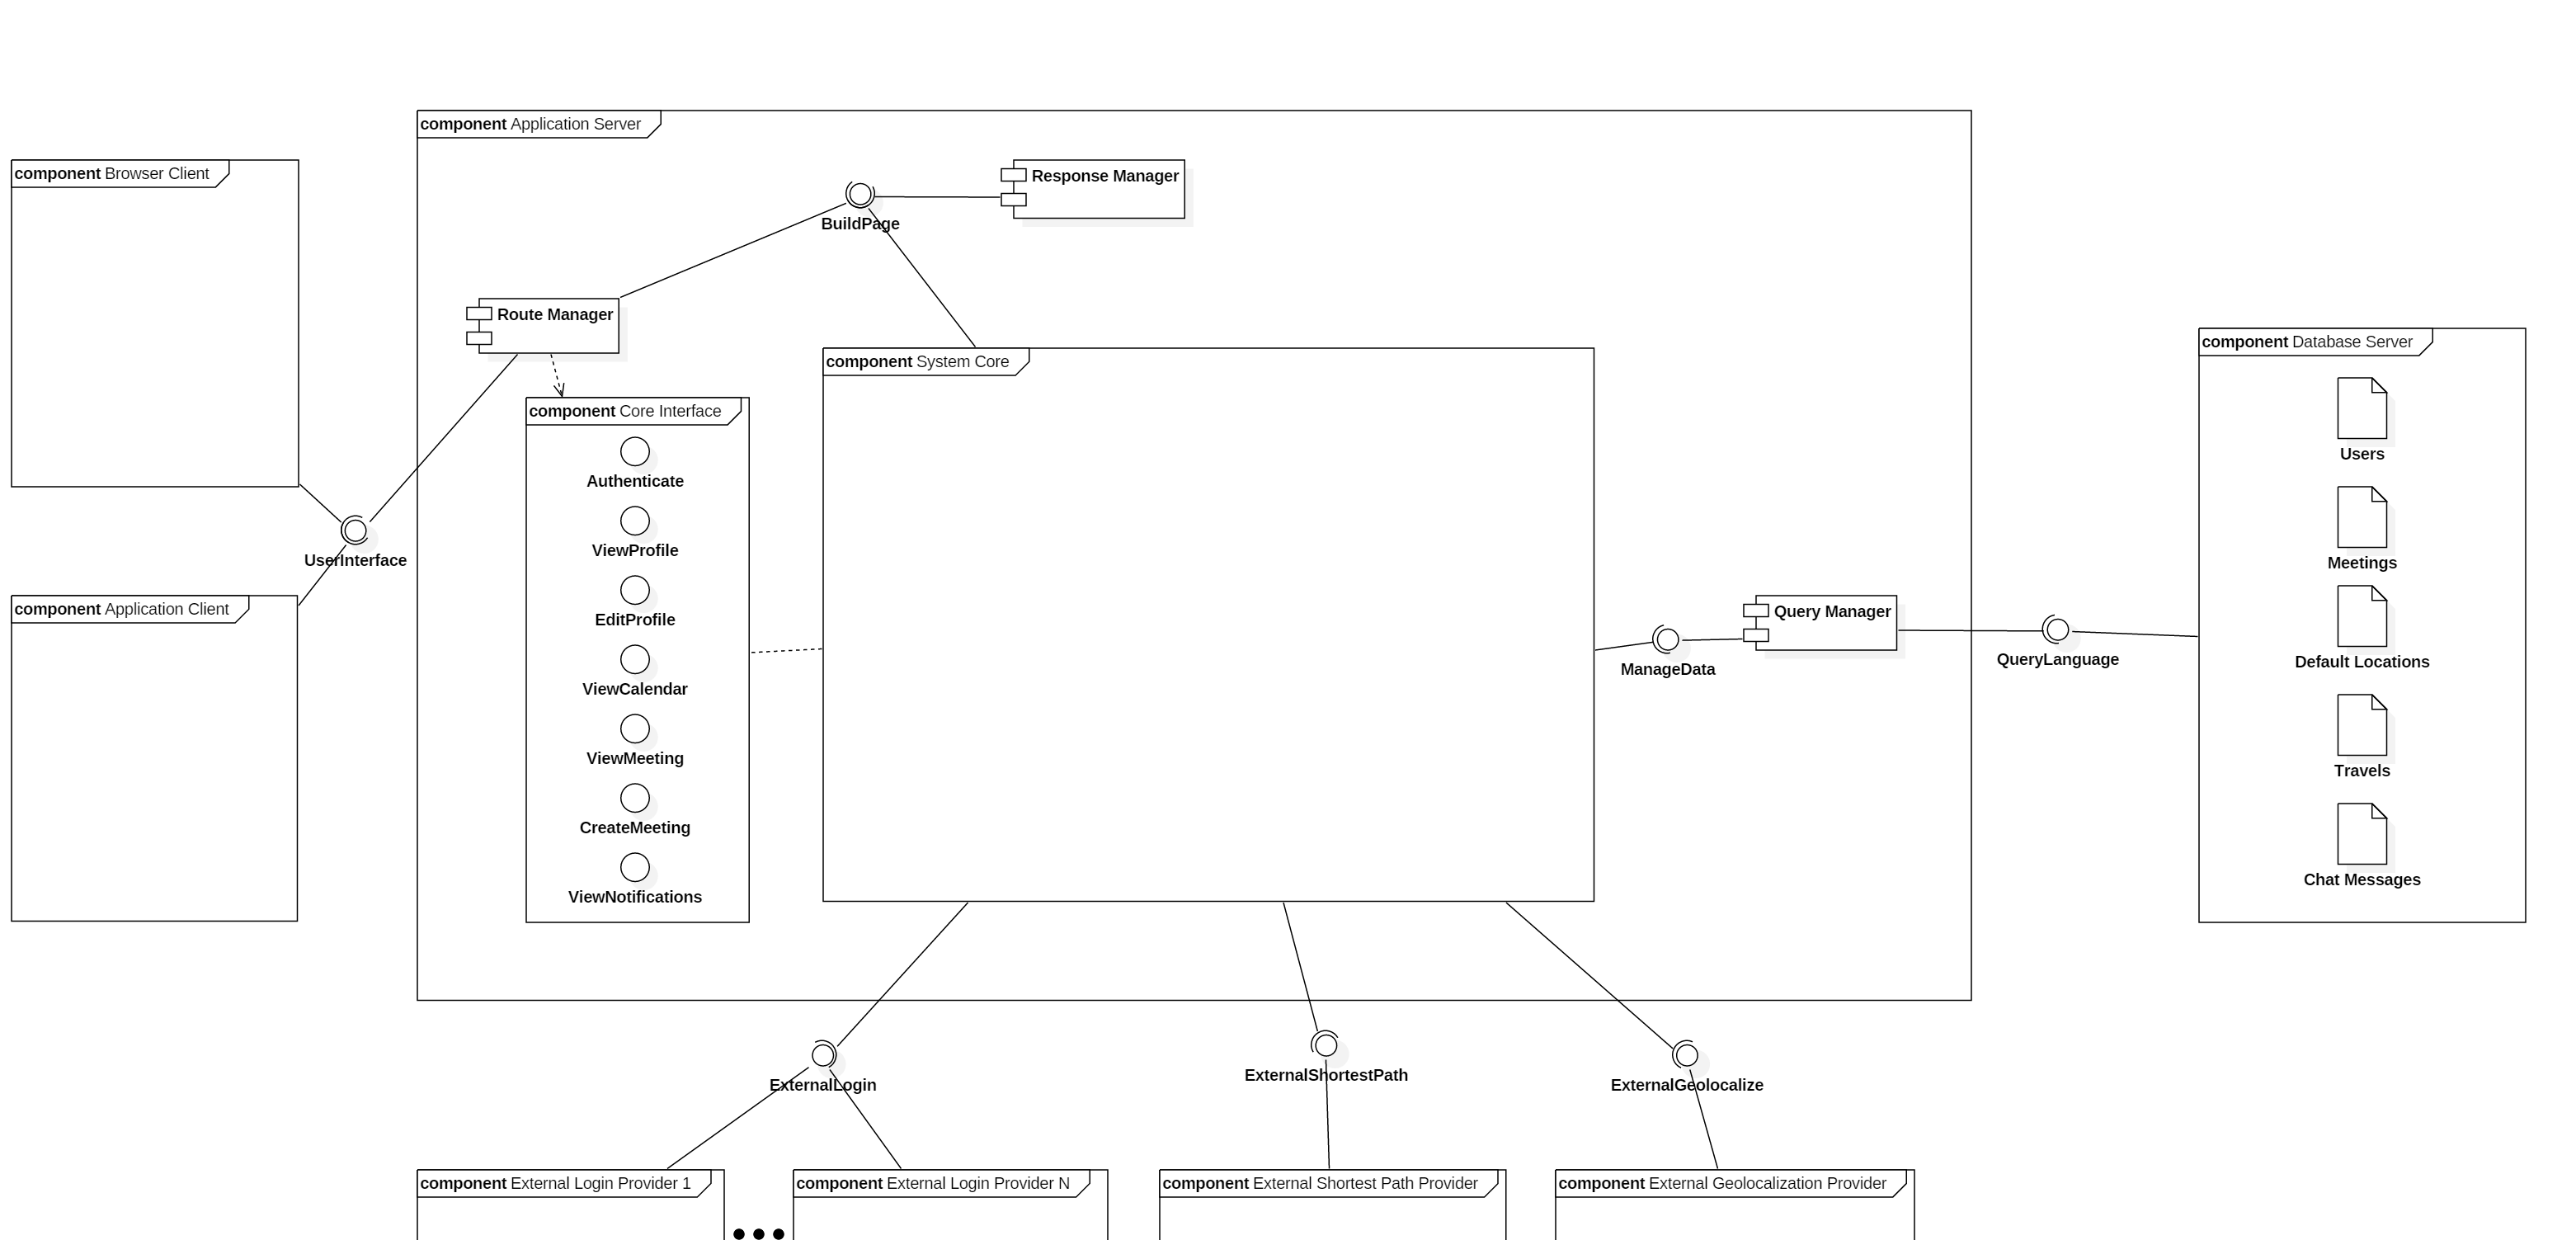 component Application Server
component Browser Client
Response Manager
BuildPage
Route Manager
component System Core
component Database Server
component Core Interface
Authenticate
Users
ViewProfile
UserInterface
Meetings
component Application Client
EditProfile
Query Manager
ManageData
QueryLanguage
Default Locations
ViewCalendar
ViewMeeting
Travels
CreateMeeting
Chat Messages
ViewNotifications
ExternalLogin
ExternalShortestPath
ExternalGeolocalize
component External Login Provider 1
component External Login Provider N
component External Shortest Path Provider
component External Geolocalization Provider